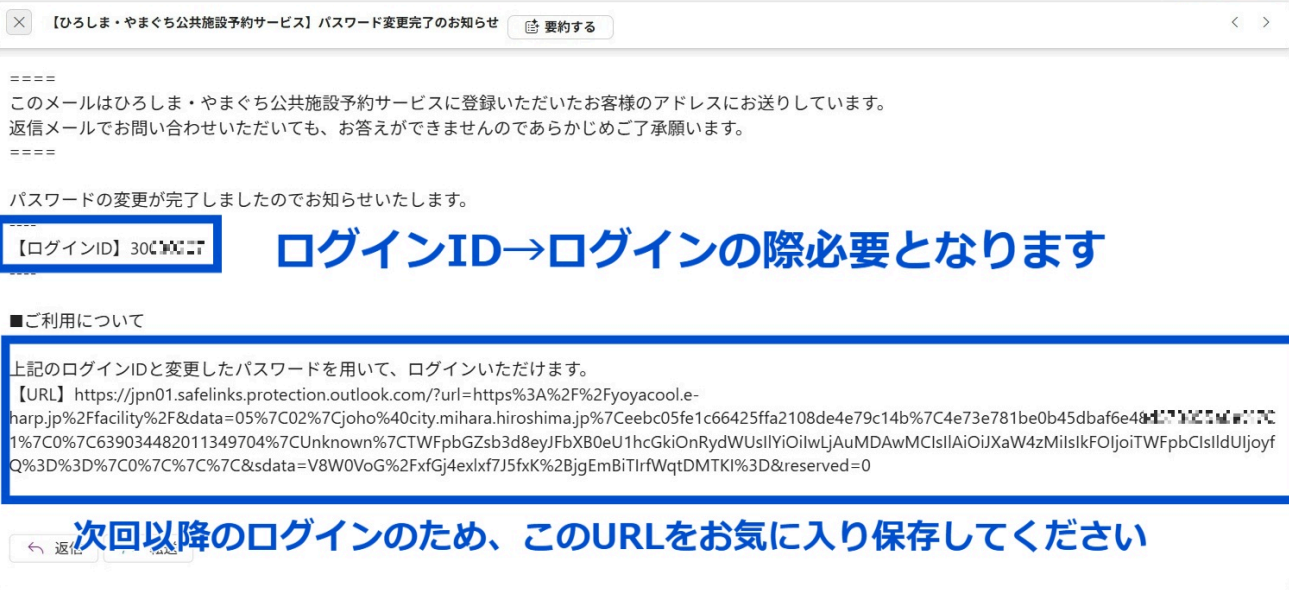 【ひろしま・やまぐち公共施設予約サービス】パスワード変更完了のお知らせ 要約する
====
このメールはひろしま・やまぐち公共施設予約サービスに登録いただいたお客様のアドレスにお送りしています。
返信メールでお問い合わせいただいても、お答えができませんのであらかじめご了承願います。
====
パスワードの変更が完了しましたのでお知らせいたします。
----
【ログインID】30
ログインID→ログインの際必要となります
----
■ご利用について
上記のログインIDと変更したパスワードを用いて、ログインいただけます。
【URL】https://jpn01.safelinks.protection.outlook.com/?url=https%3A%2F%2Fyoyacool.e-
harp.jp%2Ffacility%2F&data=05%7C02%7Cjoho%40city.mihara.hiroshima.jp%7Ceebc05fe1c66425ffa2108de4e79c14b%7C4e73e781be0b45dbaf6e48
1%7C0%7C639034482011349704%7CUnknown%7CTWFpbGZsb3d8eyJFbXB0eU1hcGkiOnRydWUsIlYiOiIwLjAuMDAwMCIsIlAiOiJXaW4zMiIsIkFOIjoiTWFpbCIsIldUIjoyf
Q%3D%3D%7C0%7C%7C%7C&sdata=V8W0VoG%2FxfGj4exlxf7J5fxK%2BjgEmBiTIrfWqtDMTKI%3D&reserved=0
次回以降のログインのため、このURLをお気に入り保存してください
返信